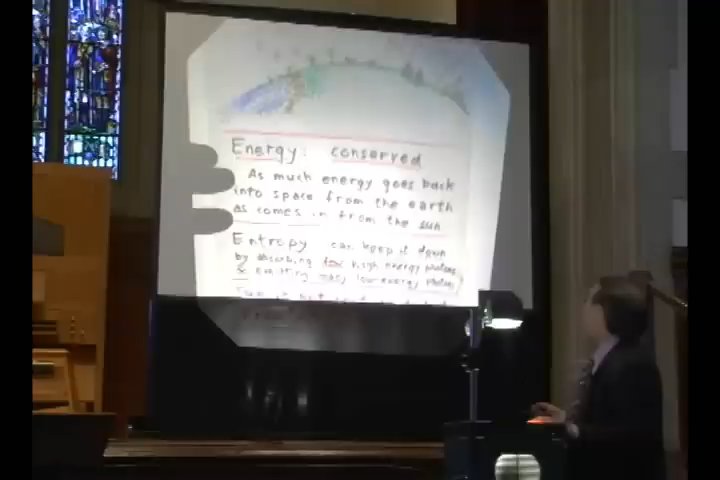 Energy: conserved
As much energy goes back
into space from the earth
as comes in from the sun
Entropy can keep it down
by absorbing few high energy photons
& emitting many low-energy photons)